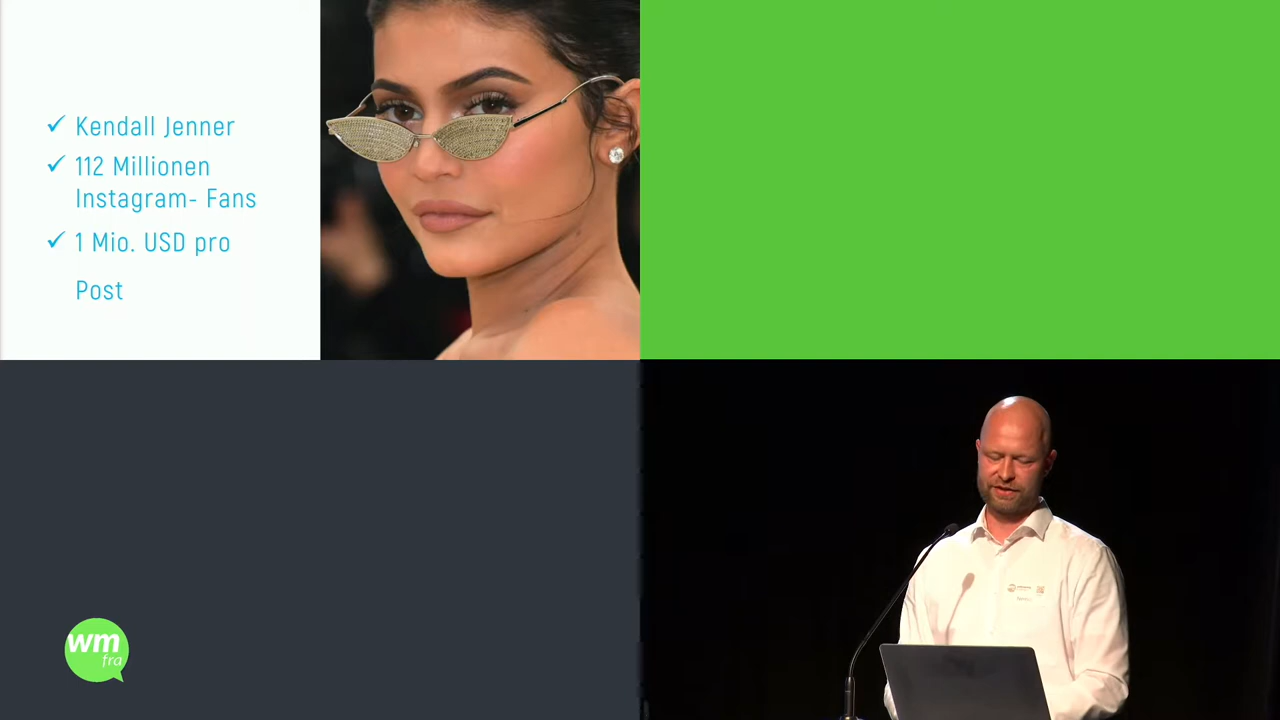 ✓ Kendall Jenner
✓ 112 Millionen
Instagram- Fans
✓ 1 Mio. USD pro
Post
wm
fra